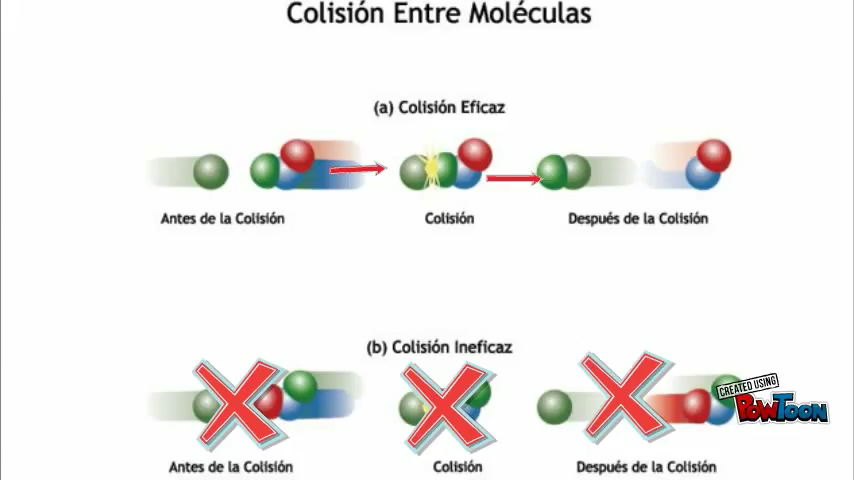 Colisión Entre Moléculas
(a) Colisión Eficaz
Antes de la Colisión
Colisión
Después de la Colisión
(b) Colisión Ineficaz
CREATED USING
POWTOON
Antes de la Colisión
Colisión
Después de la Colisión